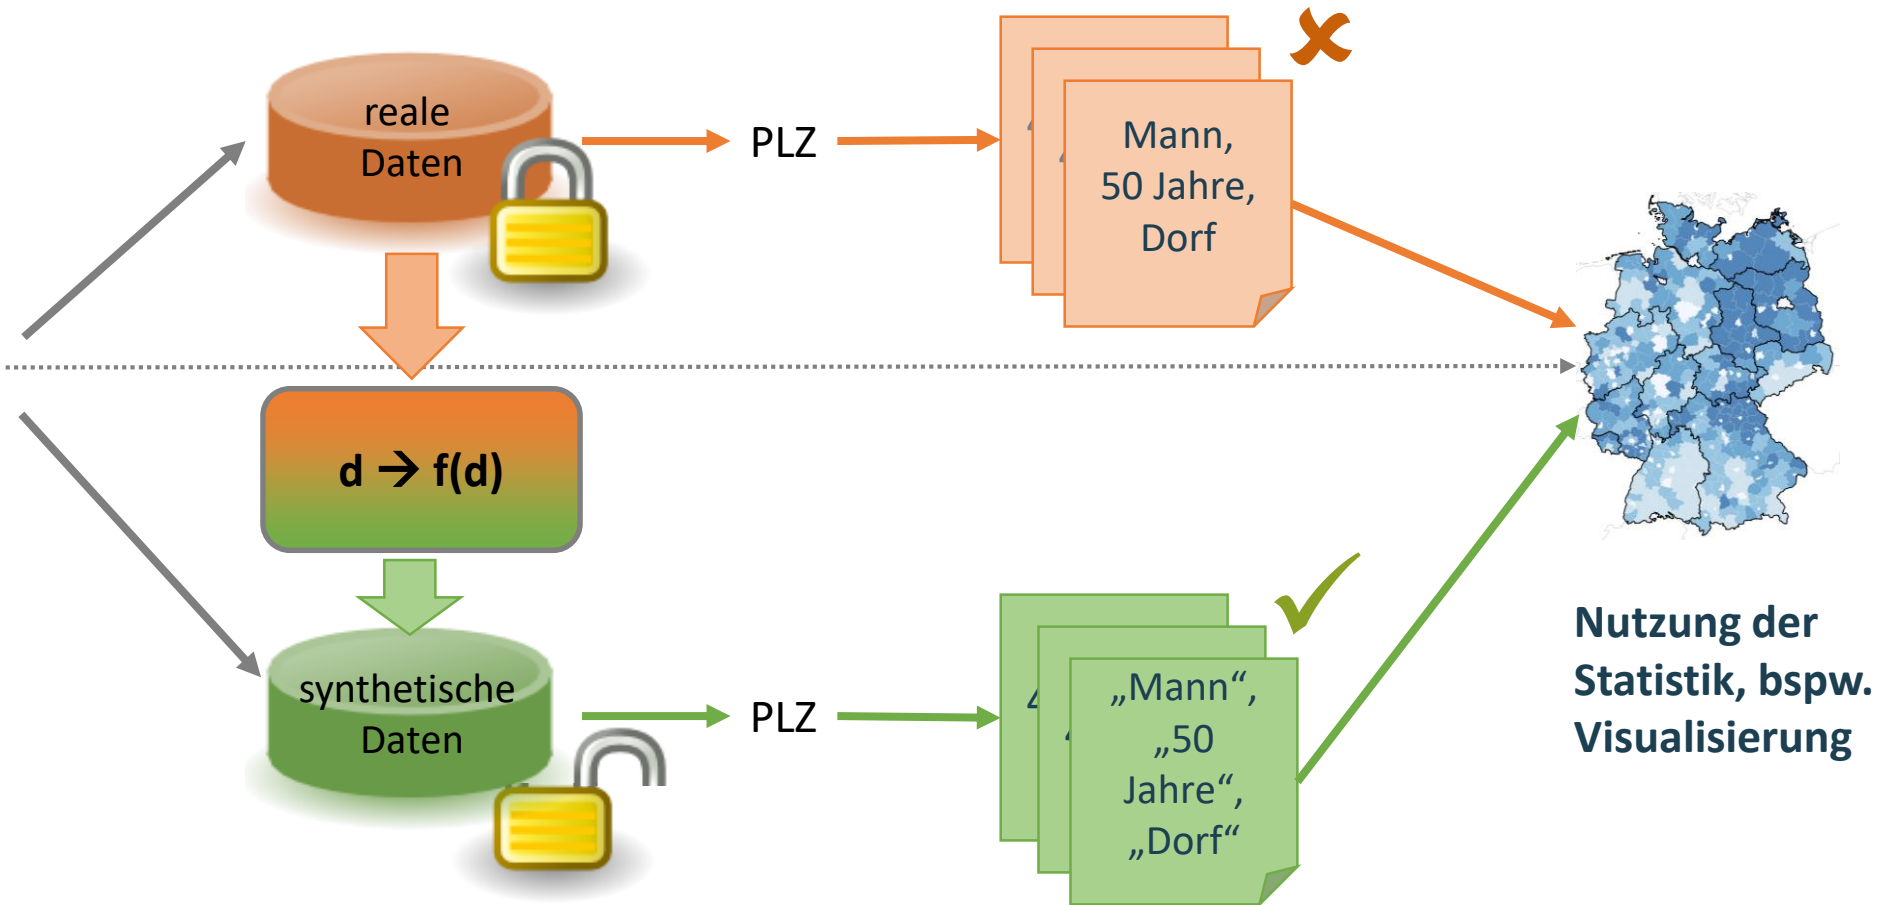 reale
Daten
PLZ
Mann,
50 Jahre,
Dorf
d → f(d)
synthetische
Daten
PLZ
„Mann“,
„50
Jahre“,
„Dorf“
Nutzung der
Statistik, bspw.
Visualisierung